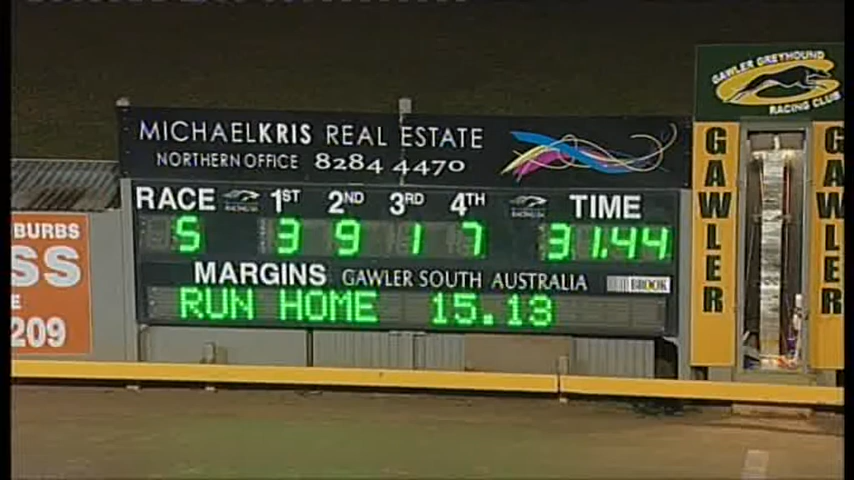 GAWLER GREYHOUND
RACING CLUB
MICHAELKRIS REAL ESTATE
NORTHERN OFFICE 8284 4470
RACE 1ST 2ND 3RD 4TH TIME
5 3 9 1 7 31.44
MARGINS GAWLER SOUTH AUSTRALIA BROOK
RUN HOME 15.13
BURBS
SS
E
209
GAWLER
GAWLER